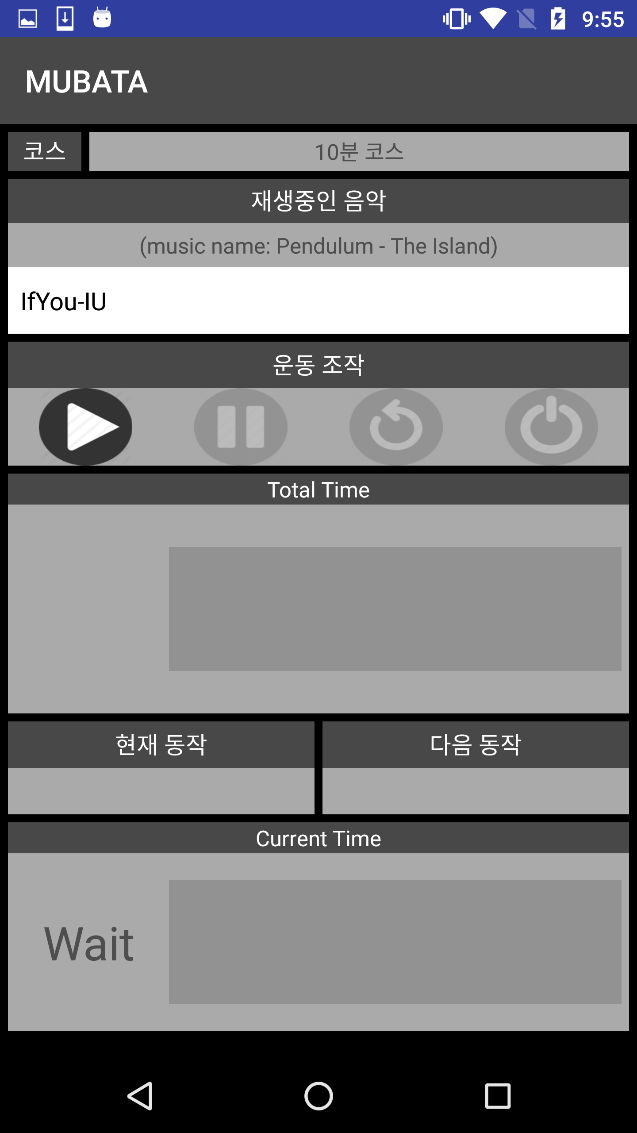 9:55
MUBATA
코스
10분 코스
재생중인 음악
(music name: Pendulum - The Island)
IfYou-IU
운동 조작
Total Time
현재 동작
다음 동작
Current Time
Wait